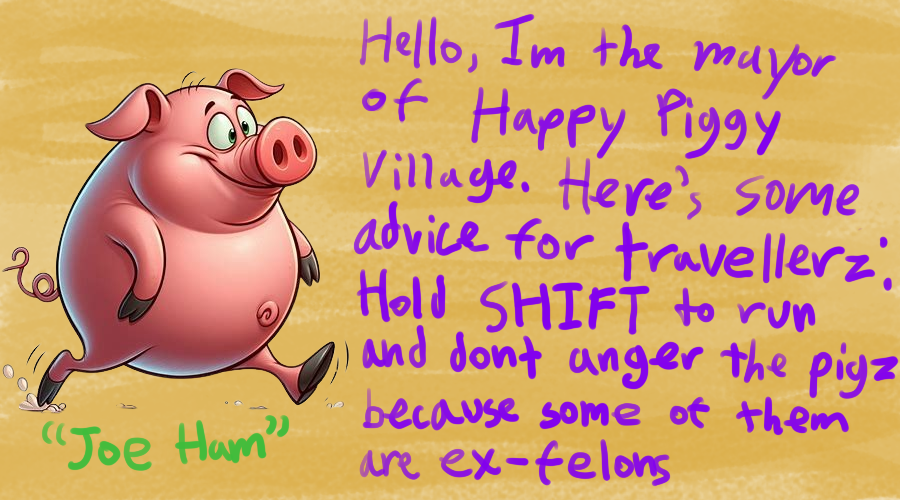 Hello, Im the mayor
of Happy Piggy
Village. Here's some
advice for travellerz:
Hold SHIFT to run
and dont anger the pigz
because some of them
are ex-felons
"Joe Ham"